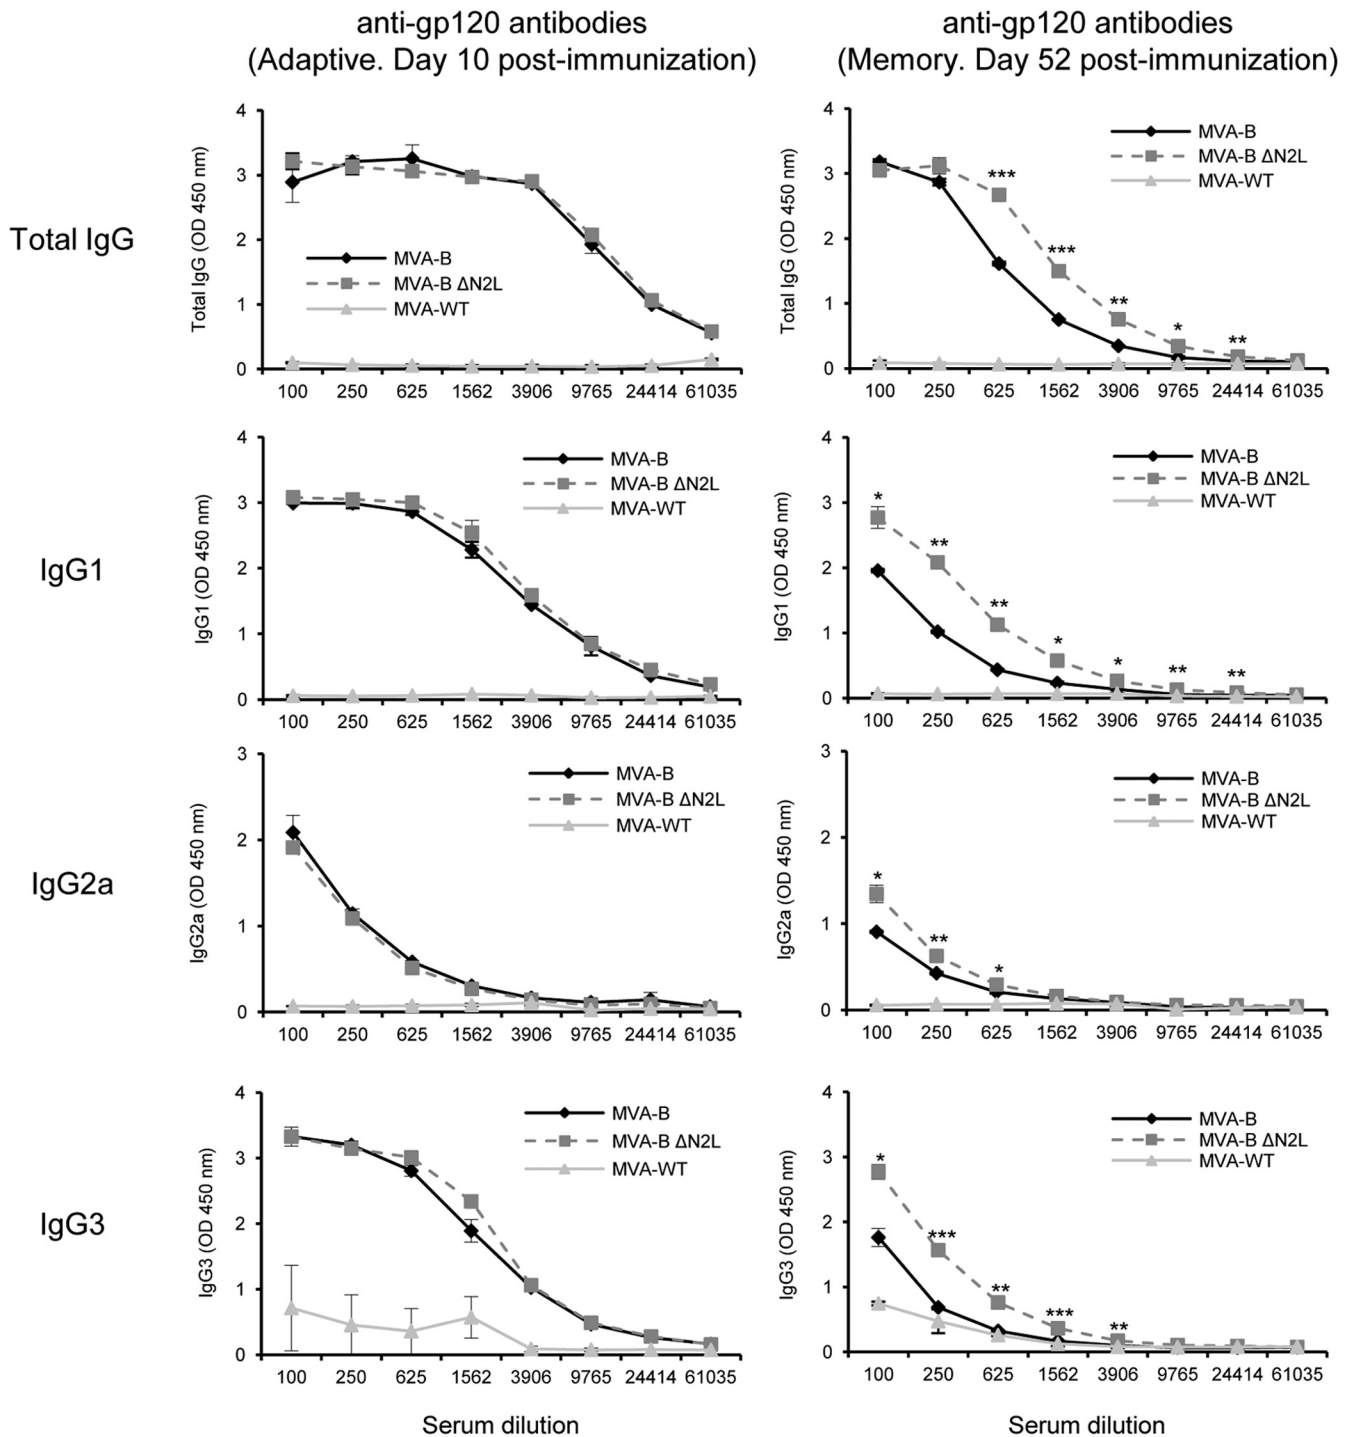 anti-gp120 antibodies
(Adaptive. Day 10 post-immunization)
anti-gp120 antibodies
(Memory. Day 52 post-immunization)
Total IgG
Total IgG (OD 450 nm)
4
3
2
1
0
MVA-B
MVA-B ΔN2L
MVA-WT
100 250 625 1562 3906 9765 24414 61035
Total IgG (OD 450 nm)
4
3
2
1
0
MVA-B
MVA-B ΔN2L
MVA-WT
*** *** ** * **
100 250 625 1562 3906 9765 24414 61035
IgG1
IgG1 (OD 450 nm)
4
3
2
1
0
MVA-B
MVA-B ΔN2L
MVA-WT
100 250 625 1562 3906 9765 24414 61035
IgG1 (OD 450 nm)
4
3
2
1
0
MVA-B
MVA-B ΔN2L
MVA-WT
* ** ** * * ** **
100 250 625 1562 3906 9765 24414 61035
IgG2a
IgG2a (OD 450 nm)
3
2
1
0
MVA-B
MVA-B ΔN2L
MVA-WT
100 250 625 1562 3906 9765 24414 61035
IgG2a (OD 450 nm)
3
2
1
0
MVA-B
MVA-B ΔN2L
MVA-WT
* ** *
100 250 625 1562 3906 9765 24414 61035
IgG3
IgG3 (OD 450 nm)
4
3
2
1
0
MVA-B
MVA-B ΔN2L
MVA-WT
100 250 625 1562 3906 9765 24414 61035
Serum dilution
IgG3 (OD 450 nm)
4
3
2
1
0
MVA-B
MVA-B ΔN2L
MVA-WT
* *** ** *** **
100 250 625 1562 3906 9765 24414 61035
Serum dilution